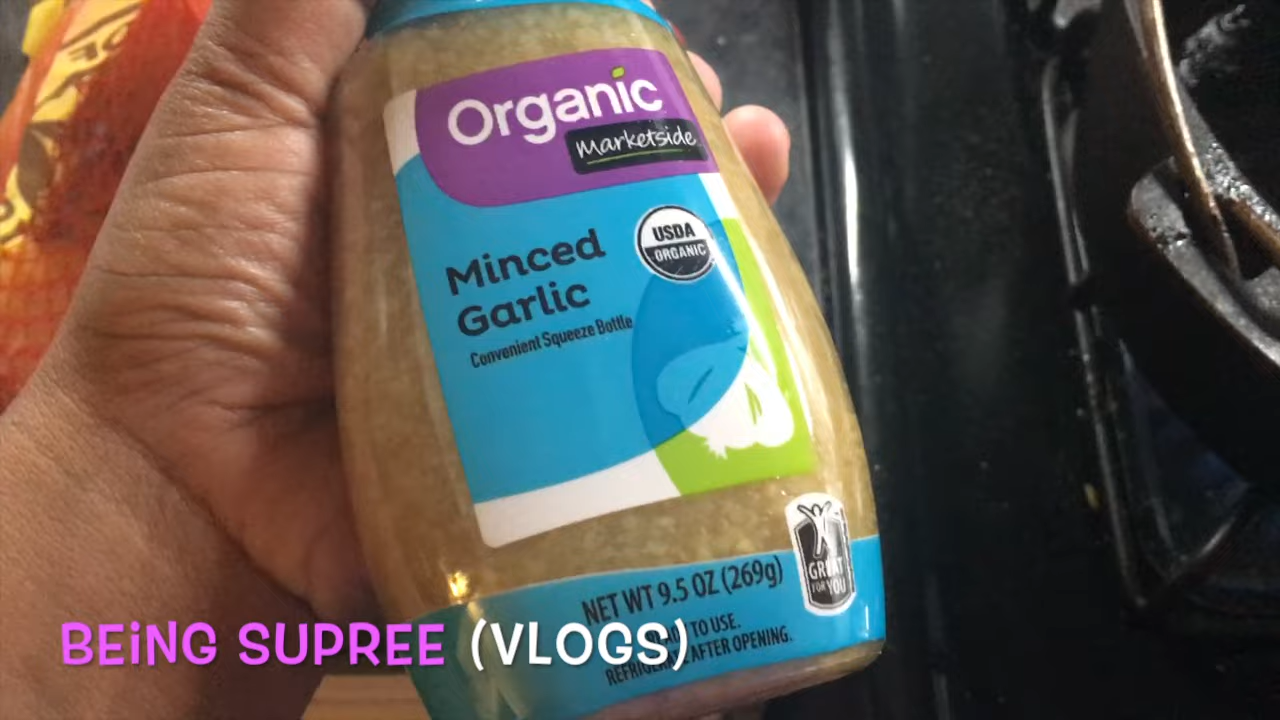 Organic
Marketside
USDA
ORGANIC
Minced
Garlic
Convenient Squeeze Bottle
GREAT
FOR YOU
NET WT 9.5 OZ (269g)
TO USE.
AFTER OPENING.
BEiNG SUPREE (VLOGS)